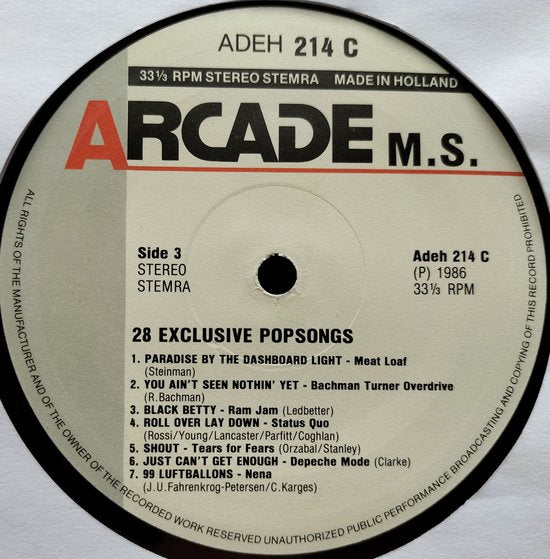 ADEH 214 C
33⅓ RPM STEREO STEMRA MADE IN HOLLAND
ARCADE M.S.
Side 3
STEREO
STEMRA
Adeh 214 C
(P) 1986
33⅓ RPM
28 EXCLUSIVE POPSONGS
1. PARADISE BY THE DASHBOARD LIGHT - Meat Loaf
(Steinman)
2. YOU AIN'T SEEN NOTHIN' YET - Bachman Turner Overdrive
(R.Bachman)
3. BLACK BETTY - Ram Jam (Ledbetter)
4. ROLL OVER LAY DOWN - Status Quo
(Rossi/Young/Lancaster/Parfitt/Coghlan)
5. SHOUT - Tears for Fears (Orzabal/Stanley)
6. JUST CAN'T GET ENOUGH - Depeche Mode (Clarke)
7. 99 LUFTBALLONS - Nena
(J.U.Fahrenkrog-Petersen/C.Karges)
ALL RIGHTS OF THE MANUFACTURER AND OF THE OWNER OF THE RECORDED WORK RESERVED UNAUTHORIZED PUBLIC PERFORMANCE BROADCASTING AND COPYING OF THIS RECORD PROHIBITED